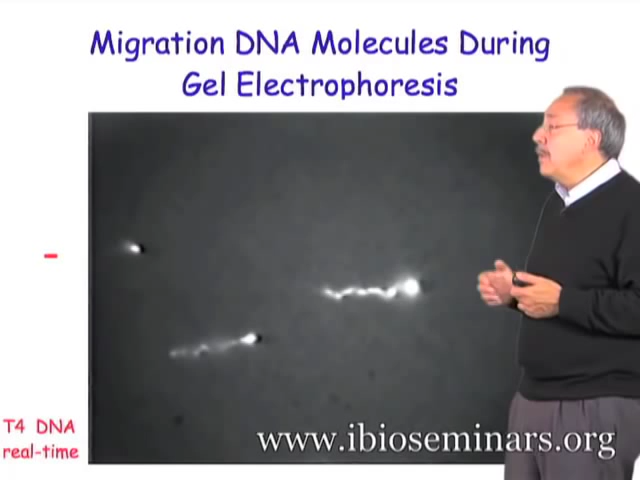 Migration DNA Molecules During
Gel Electrophoresis
-
T4 DNA
real-time
www.ibioseminars.org